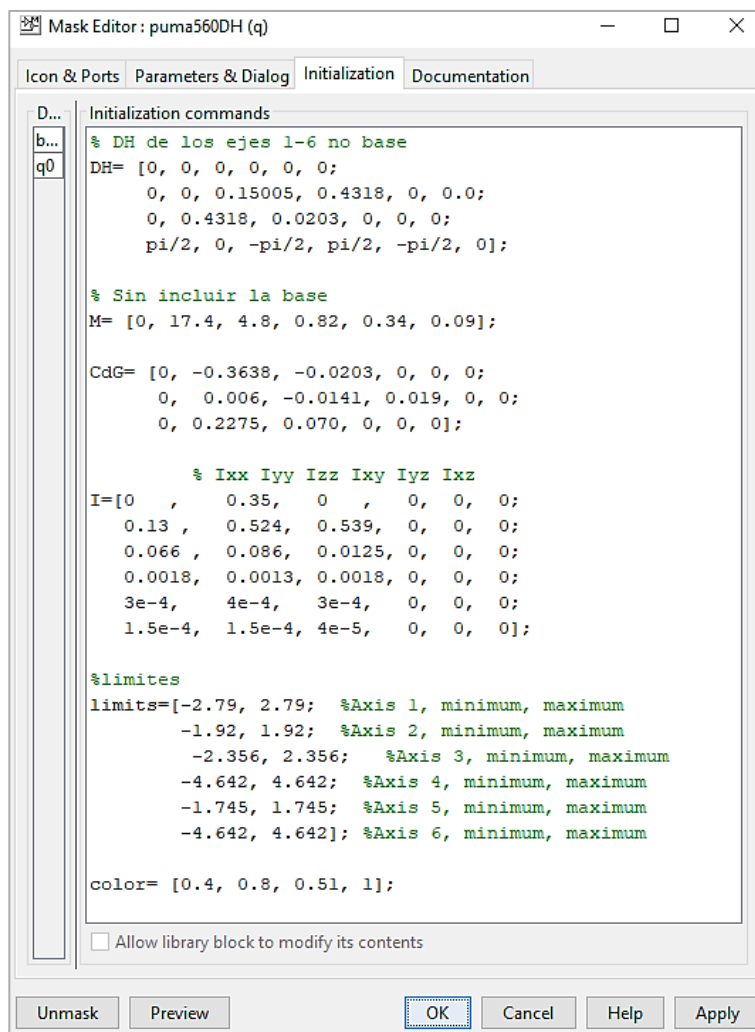 Mask Editor : puma560DH (q)
Icon & Ports Parameters & Dialog Initialization Documentation
D... Initialization commands
b...
q0
% DH de los ejes 1-6 no base
DH= [0, 0, 0, 0, 0, 0;
0, 0, 0.15005, 0.4318, 0, 0.0;
0, 0.4318, 0.0203, 0, 0, 0;
pi/2, 0, -pi/2, pi/2, -pi/2, 0];
% Sin incluir la base
M= [0, 17.4, 4.8, 0.82, 0.34, 0.09];
CdG= [0, -0.3638, -0.0203, 0, 0, 0;
0, 0.006, -0.0141, 0.019, 0, 0;
0, 0.2275, 0.070, 0, 0, 0];
% Ixx Iyy Izz Ixy Iyz Ixz
I=[0 , 0.35, 0 , 0, 0, 0;
0.13 , 0.524, 0.539, 0, 0, 0;
0.066 , 0.086, 0.0125, 0, 0, 0;
0.0018, 0.0013, 0.0018, 0, 0, 0;
3e-4, 4e-4, 3e-4, 0, 0, 0;
1.5e-4, 1.5e-4, 4e-5, 0, 0, 0];
%limites
limits=[-2.79, 2.79; %Axis 1, minimum, maximum
-1.92, 1.92; %Axis 2, minimum, maximum
-2.356, 2.356; %Axis 3, minimum, maximum
-4.642, 4.642; %Axis 4, minimum, maximum
-1.745, 1.745; %Axis 5, minimum, maximum
-4.642, 4.642]; %Axis 6, minimum, maximum
color= [0.4, 0.8, 0.51, 1];
Allow library block to modify its contents
Unmask Preview OK Cancel Help Apply